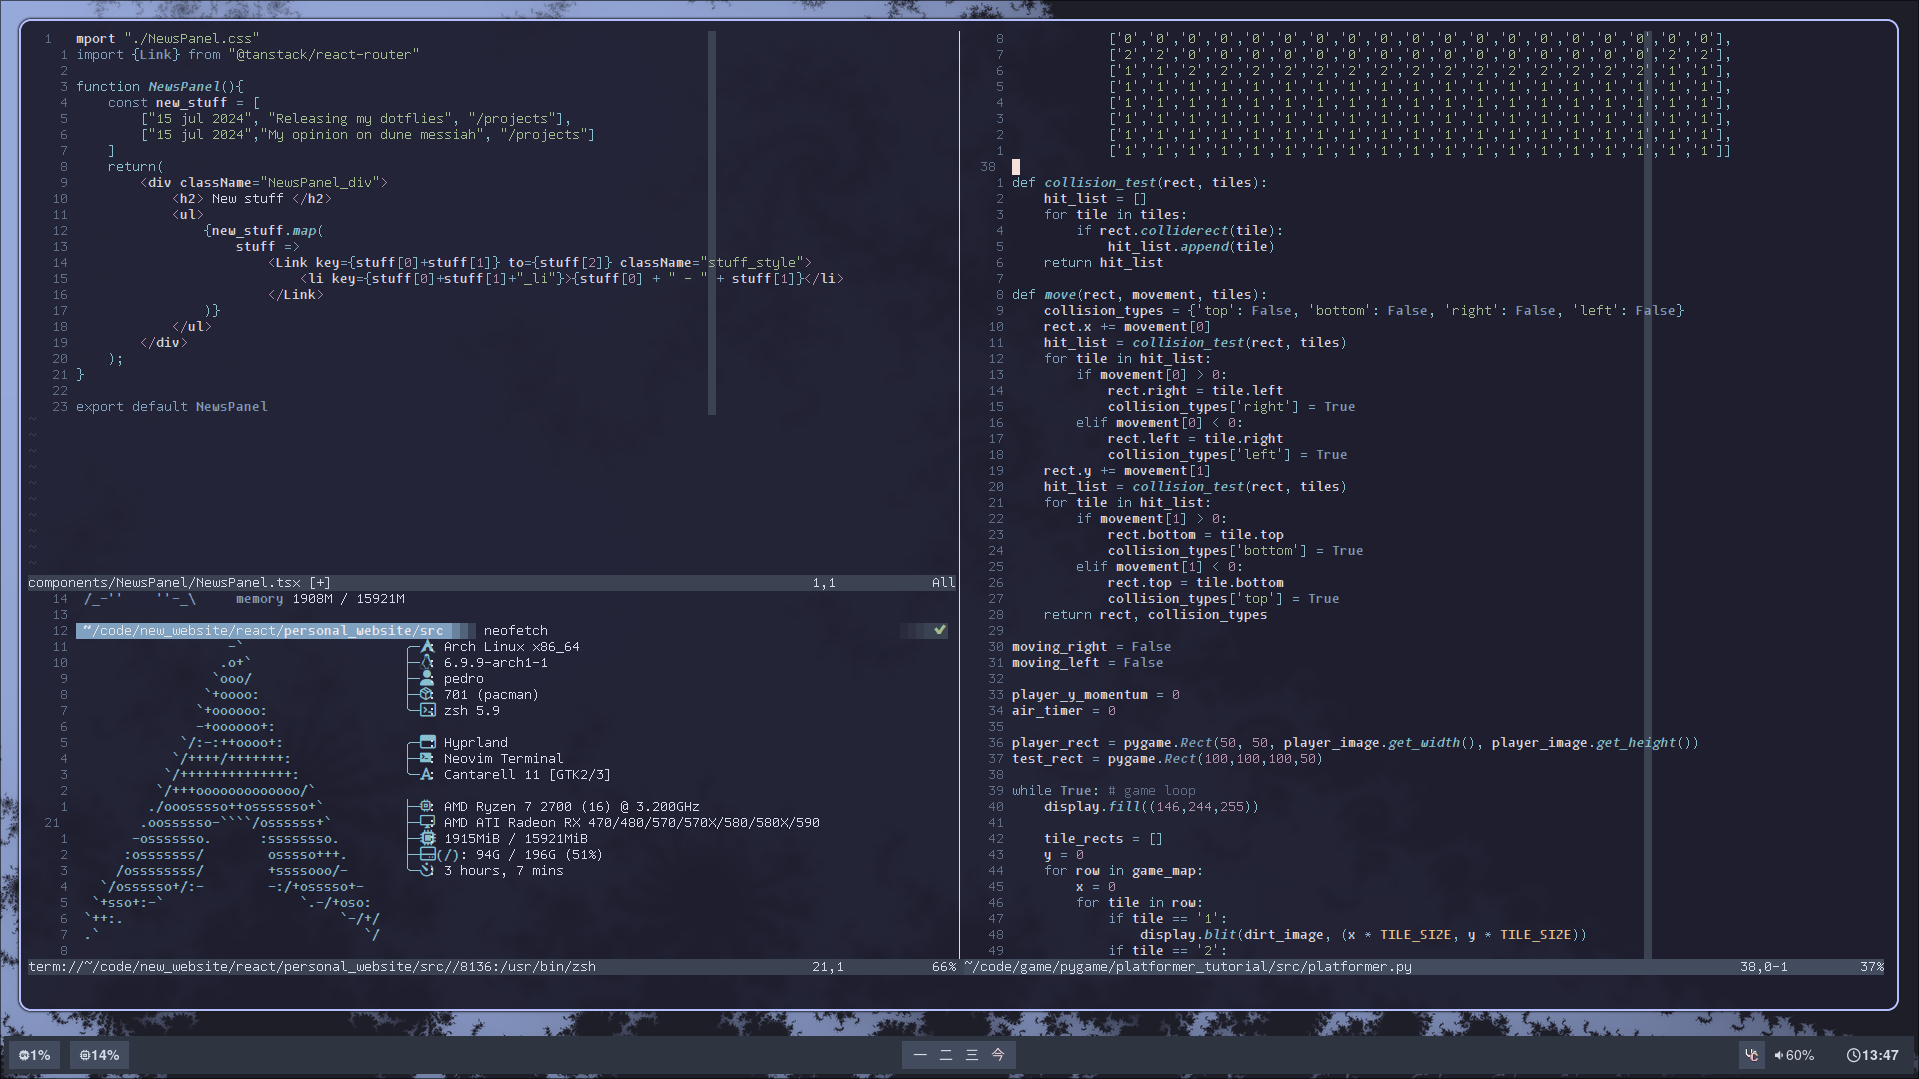 1 mport "./NewsPanel.css"
1 import {Link} from "@tanstack/react-router"
2
3 function NewsPanel(){
4 const new_stuff = [
5 ["15 jul 2024", "Releasing my dotflies", "/projects"],
6 ["15 jul 2024","My opinion on dune messiah", "/projects"]
7 ]
8 return(
9 <div className="NewsPanel_div">
10 <h2> New stuff </h2>
11 <ul>
12 {new_stuff.map(
13 stuff =>
14 <Link key={stuff[0]+stuff[1]} to={stuff[2]} className="stuff_style">
15 <li key={stuff[0]+stuff[1]+"_li"}>{stuff[0] + " - " + stuff[1]}</li>
16 </Link>
17 )}
18 </ul>
19 </div>
20 );
21 }
22
23 export default NewsPanel
~
~
~
~
~
~
~
~
~
~
components/NewsPanel/NewsPanel.tsx [+] 1,1 All
14 /_-'' ''-_\ memory 1908M / 15921M
13
12 ~/code/new_website/react/personal_website/src neofetch ✔
11 -` Arch Linux x86_64
10 .o+` 6.9.9-arch1-1
9 `ooo/ pedro
8 `+oooo: 701 (pacman)
7 `+oooooo: zsh 5.9
6 -+oooooo+:
5 `/:-:++oooo+: Hyprland
4 `/++++/+++++++: Neovim Terminal
3 `/++++++++++++++: Cantarell 11 [GTK2/3]
2 `/+++ooooooooooooo/`
1 ./ooosssso++osssssso+` AMD Ryzen 7 2700 (16) @ 3.200GHz
21 .oossssso-````/ossssss+` AMD ATI Radeon RX 470/480/570/570X/580/580X/590
1 -osssssso. :ssssssso. 1915MiB / 15921MiB
2 :osssssss/ osssso+++. (/): 94G / 196G (51%)
3 /ossssssss/ +ssssooo/- 3 hours, 7 mins
4 `/ossssso+/:- -:/+osssso+-
5 `+sso+:-` `.-/+oso:
6 `++:. `-/+/
7 .` `/
8
term://~/code/new_website/react/personal_website/src//8136:/usr/bin/zsh 21,1 66%
8 ['0','0','0','0','0','0','0','0','0','0','0','0','0','0','0','0','0','0','0'],
7 ['2','2','0','0','0','0','0','0','0','0','0','0','0','0','0','0','0','2','2'],
6 ['1','1','2','2','2','2','2','2','2','2','2','2','2','2','2','2','2','1','1'],
5 ['1','1','1','1','1','1','1','1','1','1','1','1','1','1','1','1','1','1','1'],
4 ['1','1','1','1','1','1','1','1','1','1','1','1','1','1','1','1','1','1','1'],
3 ['1','1','1','1','1','1','1','1','1','1','1','1','1','1','1','1','1','1','1'],
2 ['1','1','1','1','1','1','1','1','1','1','1','1','1','1','1','1','1','1','1'],
1 ['1','1','1','1','1','1','1','1','1','1','1','1','1','1','1','1','1','1','1']]
38
1 def collision_test(rect, tiles):
2 hit_list = []
3 for tile in tiles:
4 if rect.colliderect(tile):
5 hit_list.append(tile)
6 return hit_list
7
8 def move(rect, movement, tiles):
9 collision_types = {'top': False, 'bottom': False, 'right': False, 'left': False}
10 rect.x += movement[0]
11 hit_list = collision_test(rect, tiles)
12 for tile in hit_list:
13 if movement[0] > 0:
14 rect.right = tile.left
15 collision_types['right'] = True
16 elif movement[0] < 0:
17 rect.left = tile.right
18 collision_types['left'] = True
19 rect.y += movement[1]
20 hit_list = collision_test(rect, tiles)
21 for tile in hit_list:
22 if movement[1] > 0:
23 rect.bottom = tile.top
24 collision_types['bottom'] = True
25 elif movement[1] < 0:
26 rect.top = tile.bottom
27 collision_types['top'] = True
28 return rect, collision_types
29
30 moving_right = False
31 moving_left = False
32
33 player_y_momentum = 0
34 air_timer = 0
35
36 player_rect = pygame.Rect(50, 50, player_image.get_width(), player_image.get_height())
37 test_rect = pygame.Rect(100,100,100,50)
38
39 while True: # game loop
40 display.fill((146,244,255))
41
42 tile_rects = []
43 y = 0
44 for row in game_map:
45 x = 0
46 for tile in row:
47 if tile == '1':
48 display.blit(dirt_image, (x * TILE_SIZE, y * TILE_SIZE))
49 if tile == '2':
~/code/game/pygame/platformer_tutorial/src/platformer.py 38,0-1 37%
1% 14% 一 二 三 今 60% 13:47